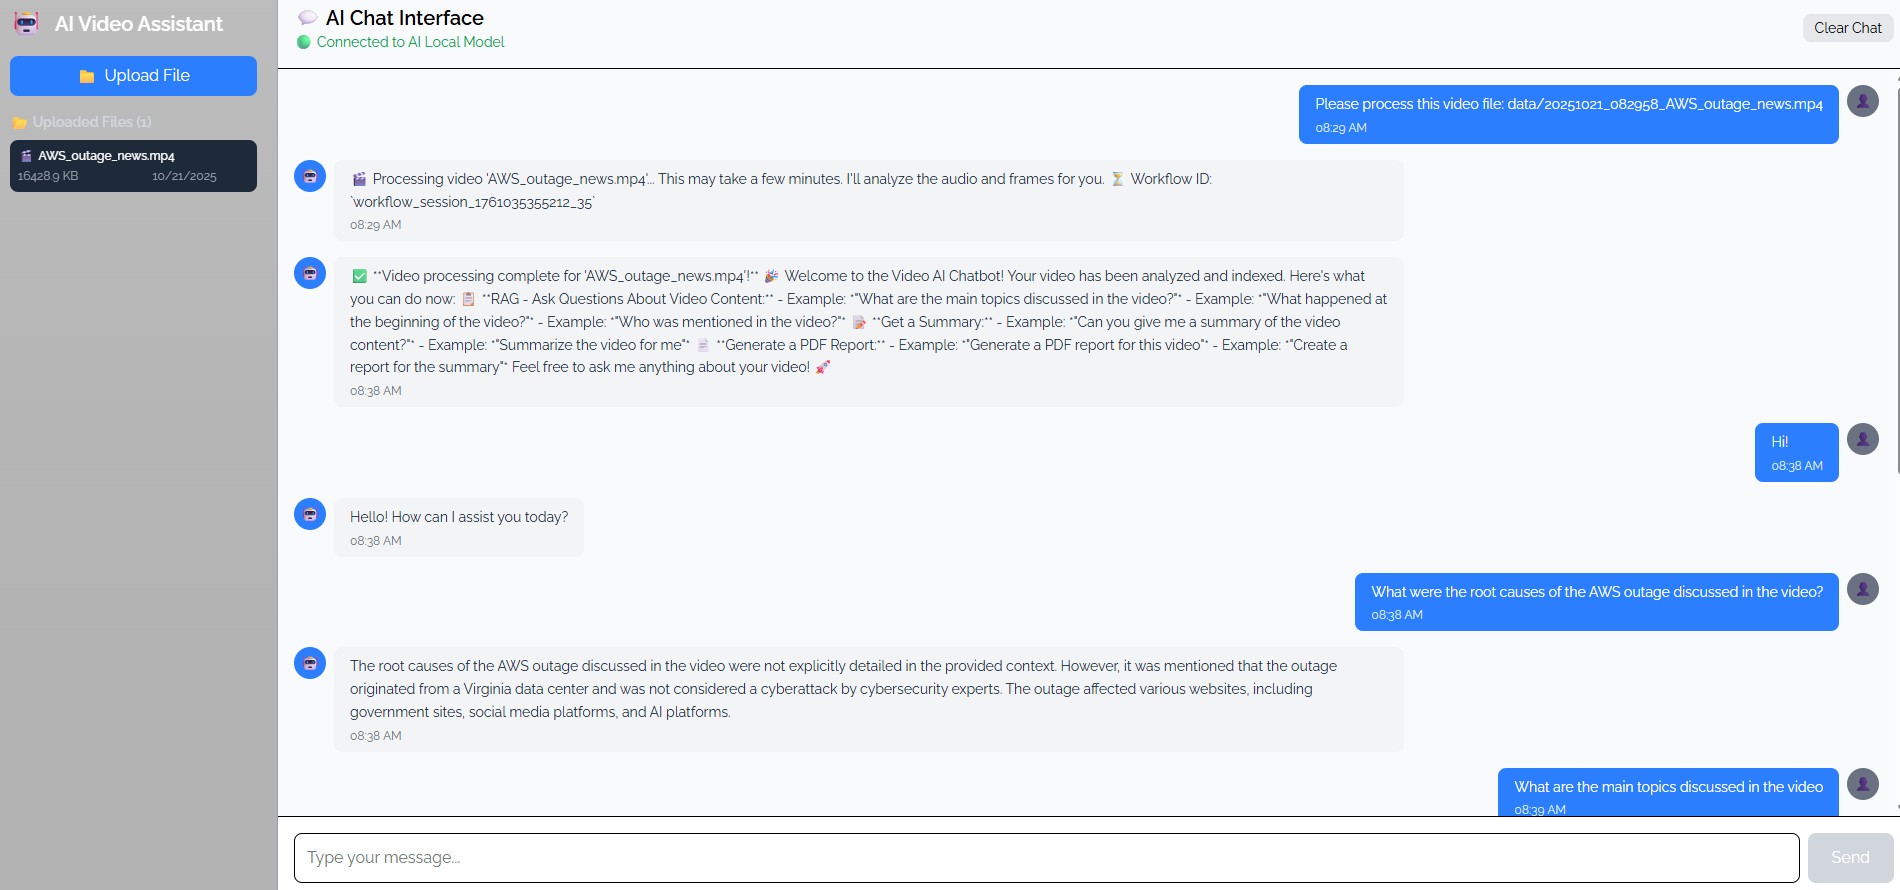 AI Video Assistant
Upload File
Uploaded Files (1)
AWS_outage_news.mp4
16428.9 KB 10/21/2025
AI Chat Interface
Connected to AI Local Model
Clear Chat
Please process this video file: data/20251021_082958_AWS_outage_news.mp4
08:29 AM
Processing video 'AWS_outage_news.mp4'... This may take a few minutes. I'll analyze the audio and frames for you. ⏳ Workflow ID:
`workflow_session_1761035355212_35`
08:29 AM
✅ **Video processing complete for 'AWS_outage_news.mp4'!** 🎉 Welcome to the Video AI Chatbot! Your video has been analyzed and indexed. Here's what
you can do now: 📋 **RAG - Ask Questions About Video Content:** - Example: *"What are the main topics discussed in the video?"* - Example: *"What happened at
the beginning of the video?"* - Example: *"Who was mentioned in the video?"* 📝 **Get a Summary:** - Example: *"Can you give me a summary of the video
content?"* - Example: *"Summarize the video for me"* 📄 **Generate a PDF Report:** - Example: *"Generate a PDF report for this video"* - Example: *"Create a
report for the summary"* Feel free to ask me anything about your video! 🚀
08:38 AM
Hi!
08:38 AM
Hello! How can I assist you today?
08:38 AM
What were the root causes of the AWS outage discussed in the video?
08:38 AM
The root causes of the AWS outage discussed in the video were not explicitly detailed in the provided context. However, it was mentioned that the outage
originated from a Virginia data center and was not considered a cyberattack by cybersecurity experts. The outage affected various websites, including
government sites, social media platforms, and AI platforms.
08:38 AM
What are the main topics discussed in the video
08:39 AM
Type your message...
Send